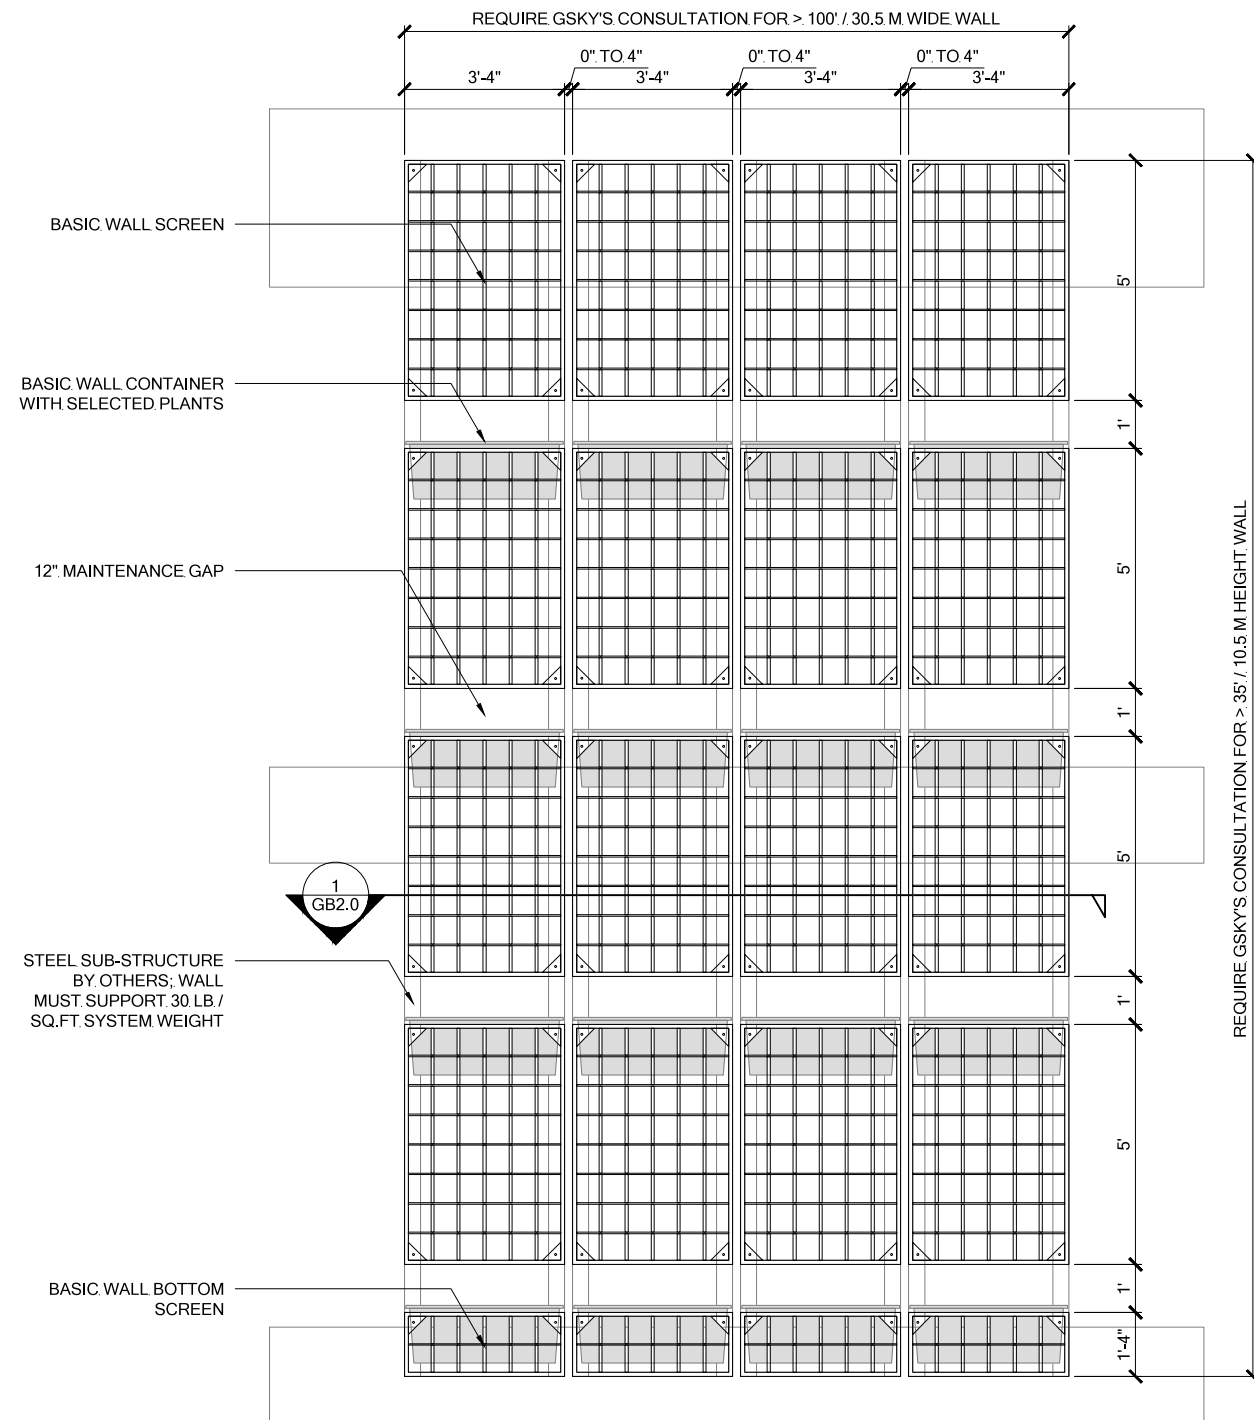 REQUIRE GSKY'S CONSULTATION FOR > 100' / 30.5 M WIDE WALL
0" TO 4"
0" TO 4"
0" TO 4"
3'-4"
3'-4"
3'-4"
3'-4"
BASIC WALL SCREEN
5'
BASIC WALL CONTAINER
WITH SELECTED PLANTS
1'
12" MAINTENANCE GAP
5'
1'
REQUIRE GSKY'S CONSULTATION FOR > 35' / 10.5 M HEIGHT WALL
5'
1
GB2.0
STEEL SUB-STRUCTURE
BY OTHERS; WALL
MUST SUPPORT 30 LB /
SQ.FT SYSTEM WEIGHT
1'
5'
BASIC WALL BOTTOM
SCREEN
1'
1'-4"